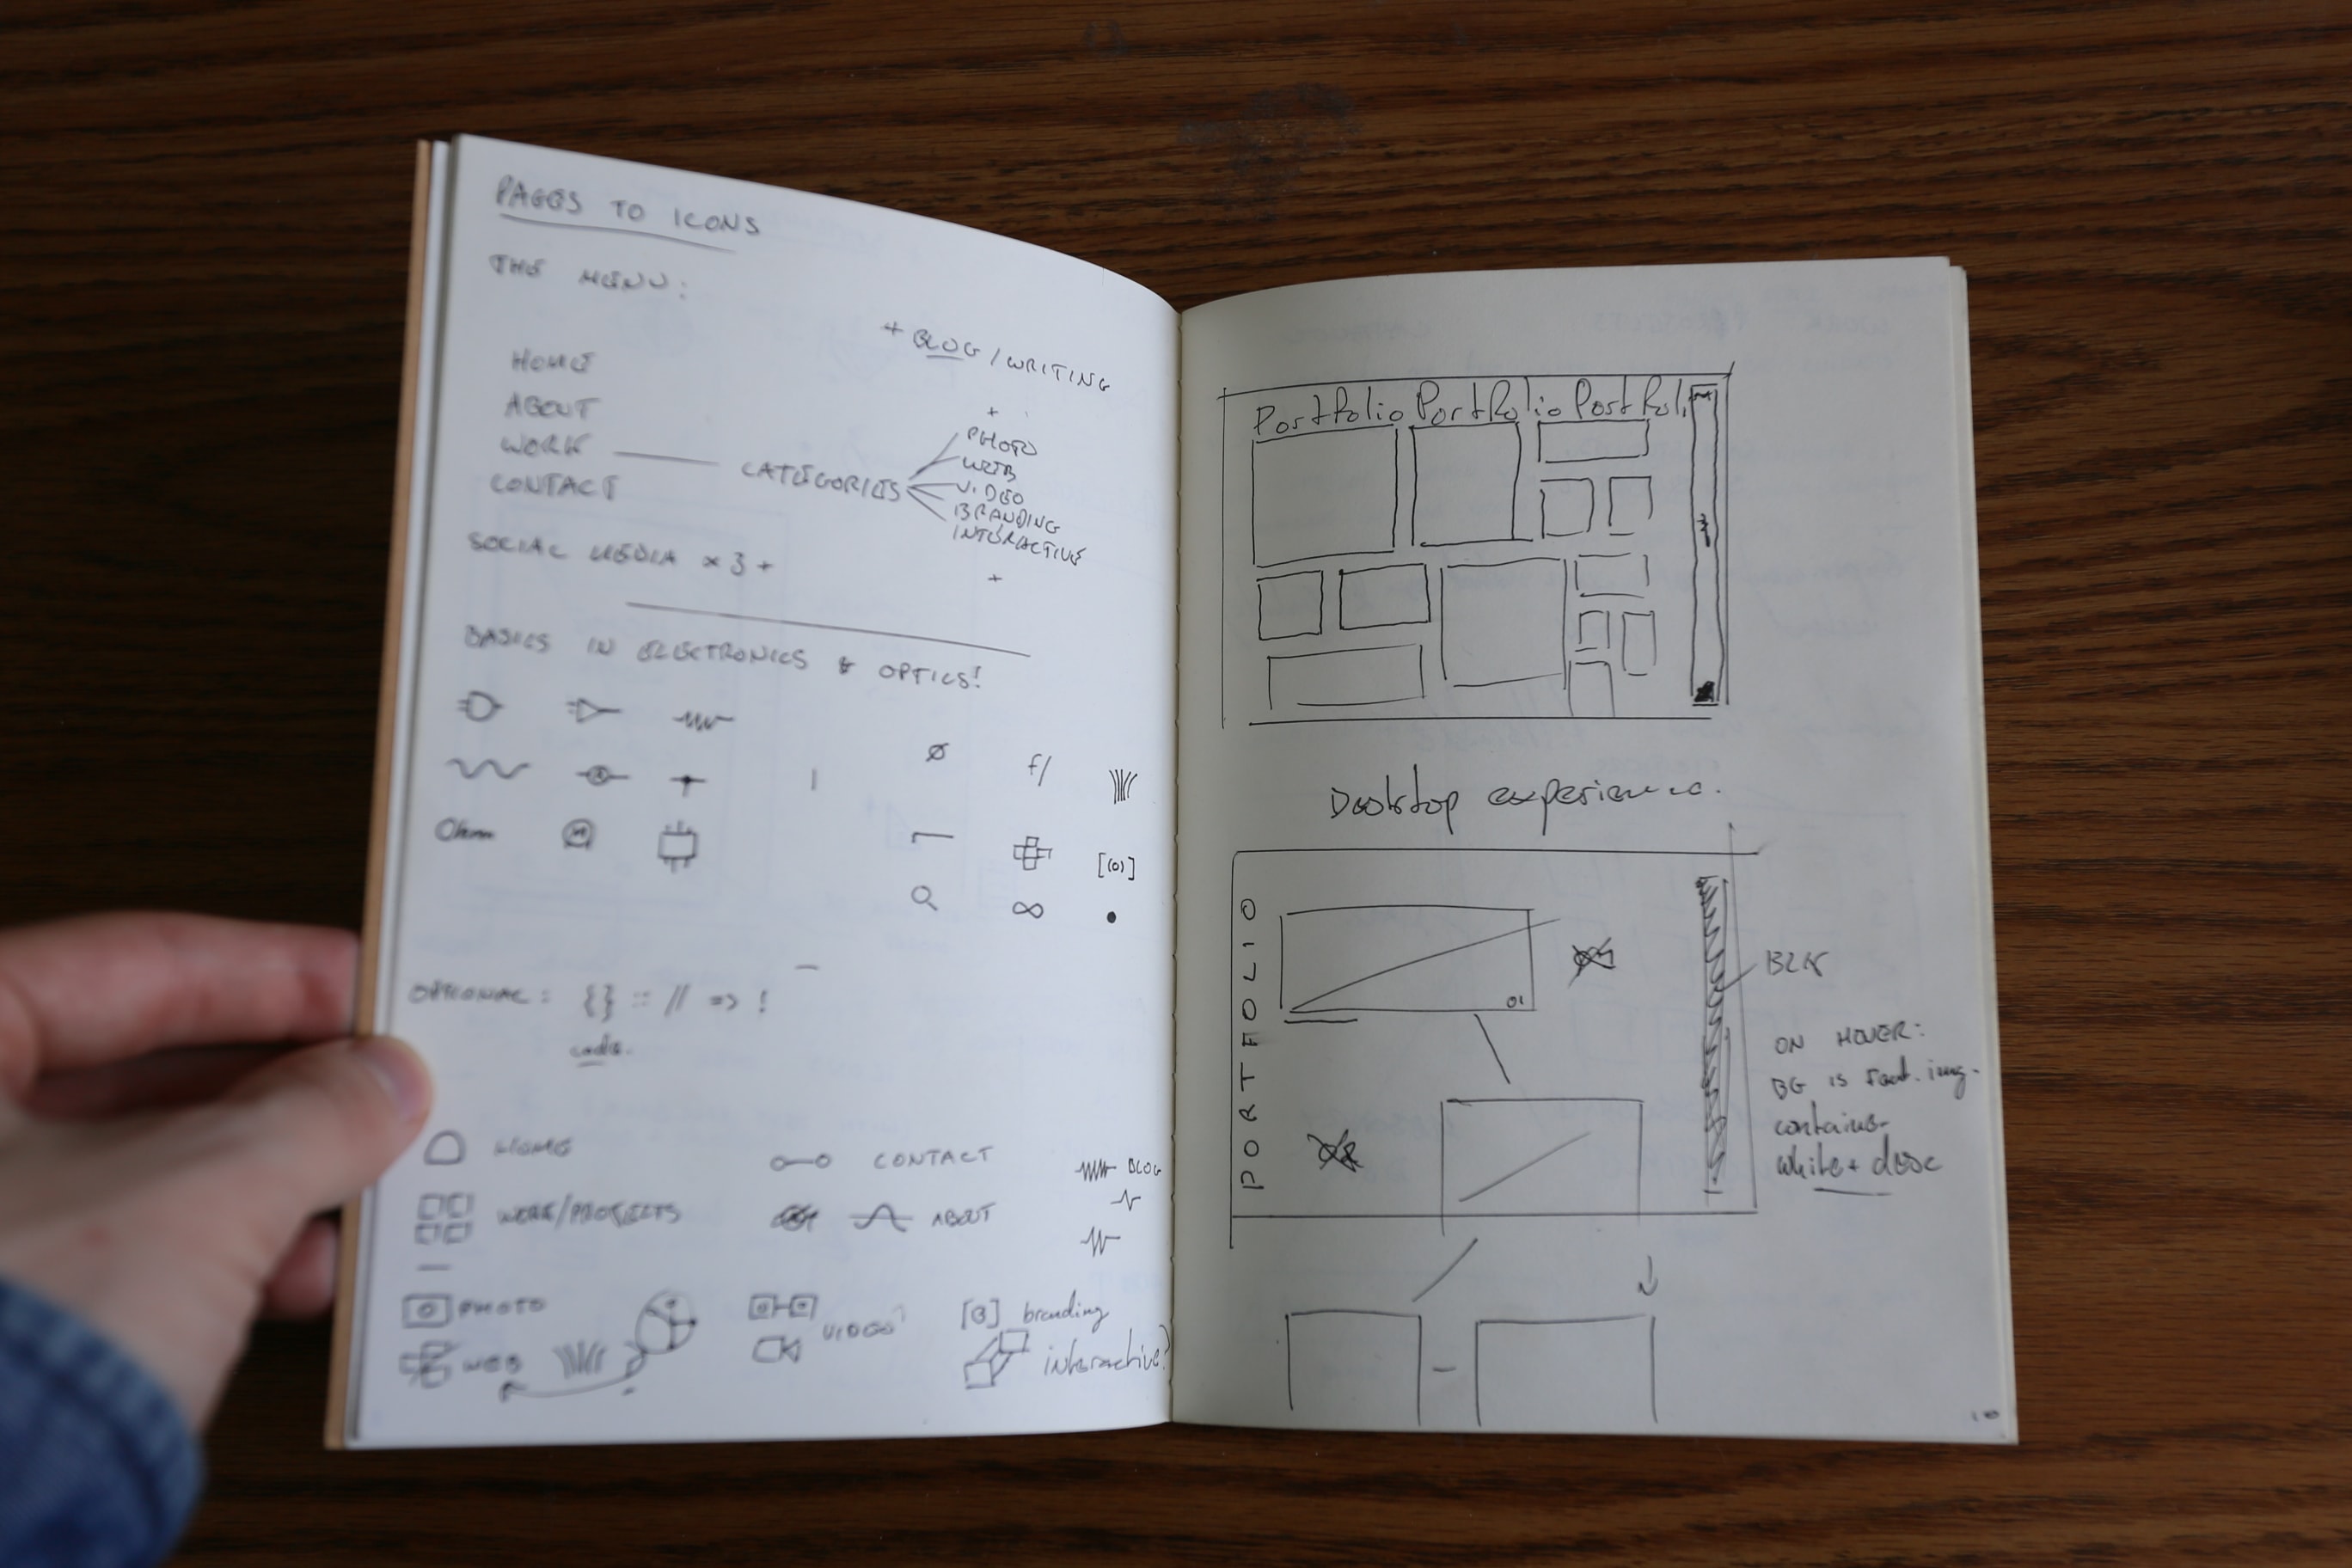 PAGES TO ICONS
THE MENU:
+ BLOG / WRITING
HOME
ABOUT
WORK
CONTACT
CATEGORIES
+
PHOTO
WEB
VIDEO
BRANDING
INTERACTIVE
+
SOCIAL MEDIA × 3 +
BASICS IN ELECTRONICS & OPTICS!
Ø f/
Ohm
[(o)]
∞
OPTIONAL: {} :: // => !
code.
HOME
CONTACT
BLOG
WORK/PROJECTS
ABOUT
PHOTO
VIDEO?
[B] branding
WEB
interactive?
Portfolio Portfolio Portfoli
Desktop experience.
PORTFOLIO
01
BLK
ON HOVER:
BG is feat. img.
contains
white + desc
10